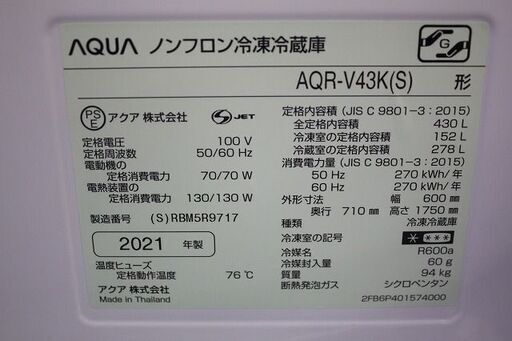 AQUA ノンフロン冷凍冷蔵庫
G
AQR-V43K(S) 形
PS E アクア 株式会社 S JET
定格電圧 100 V
定格周波数 50/60 Hz
電動機の
定格消費電力 70/70 W
電熱装置の
定格消費電力 130/130 W
製造番号 (S)RBM5R9717
2021 年製
温度ヒューズ
定格動作温度 76℃
アクア 株式会社
Made in Thailand
定格内容積 (JIS C 9801-3 : 2015)
全定格内容積 430 L
冷凍室の定格内容積 152 L
冷蔵室の定格内容積 278 L
消費電力量 (JIS C 9801-3 : 2015)
50 Hz 270 kWh/年
60 Hz 270 kWh/年
外形寸法 幅 600 mm
奥行 710 mm 高さ 1750 mm
種類 冷凍冷蔵庫
冷凍室の記号 * ***
冷媒名 R600a
冷媒封入量 60 g
質量 94 kg
断熱発泡ガス シクロペンタン
2FB6P401574000